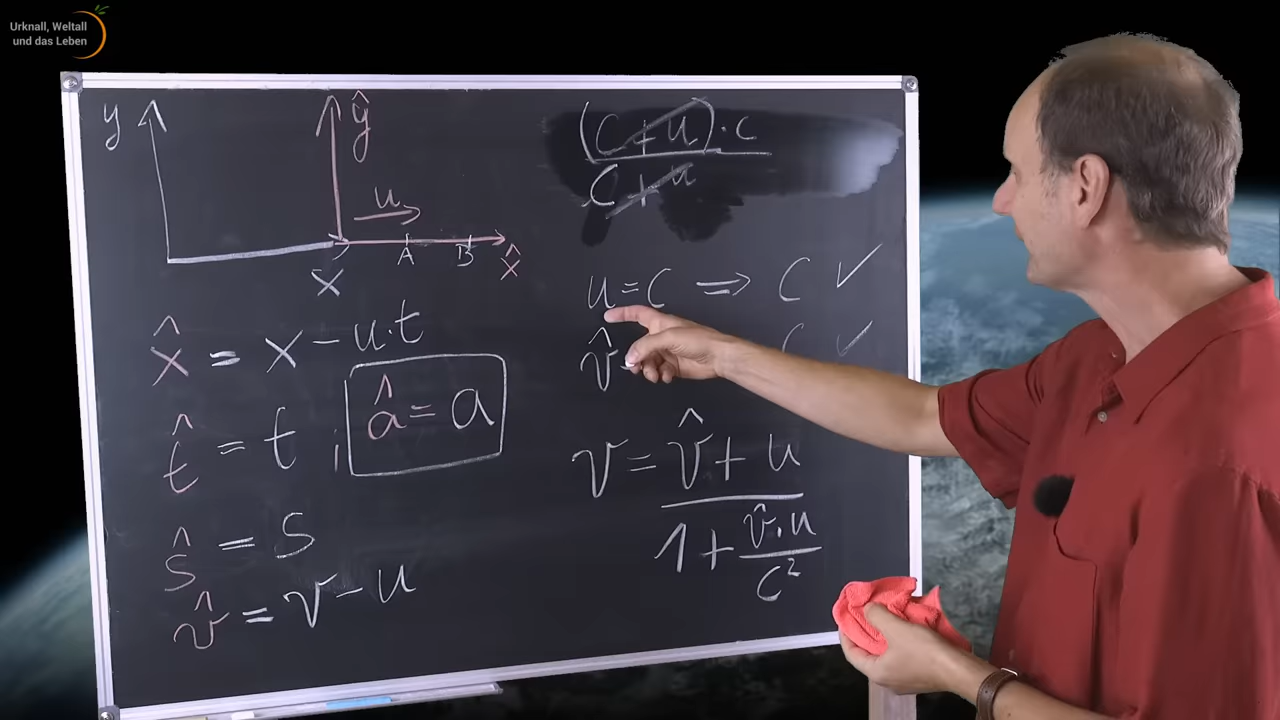 Urknall, Weltall
und das Leben
y ŷ
u
A B
x x̂
x̂ = x - u·t
t̂ = t ; â = a
ŝ = s
v̂ = v - u
(c + u)·c
c + u
u = c ⇒ c ✓
v̂ c ✓
v = v̂ + u
1 + v̂·u
c²